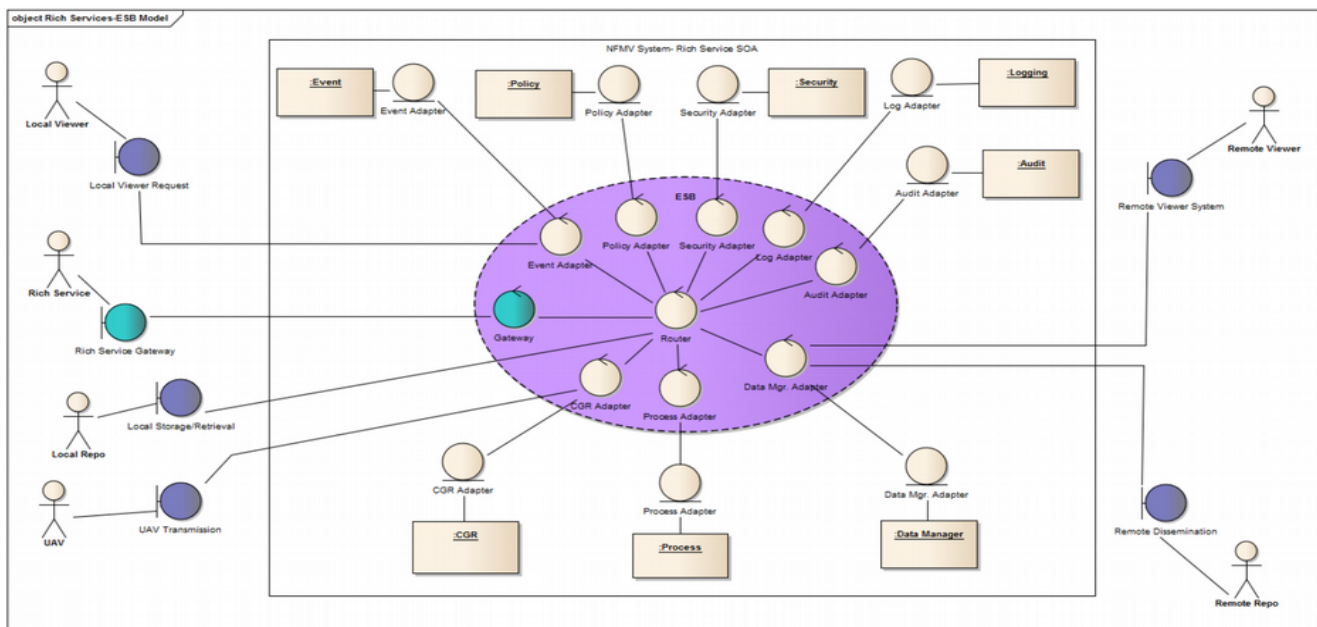 object Rich Services-ESB Model
NFMV System- Rich Service SOA
:Event
Event Adapter
:Policy
Policy Adapter
Security Adapter
:Security
Log Adapter
:Logging
Local Viewer
Remote Viewer
:Audit
Audit Adapter
Local Viewer Request
Remote Viewer System
ESB
Policy Adapter
Security Adapter
Log Adapter
Event Adapter
Audit Adapter
Rich Service
Rich Service Gateway
Gateway
Router
Data Mgr. Adapter
CGR Adapter
Process Adapter
Local Storage/Retrieval
Local Repo
CGR Adapter
Process Adapter
Data Mgr. Adapter
UAV Transmission
UAV
:CGR
:Process
:Data Manager
Remote Dissemination
Remote Repo